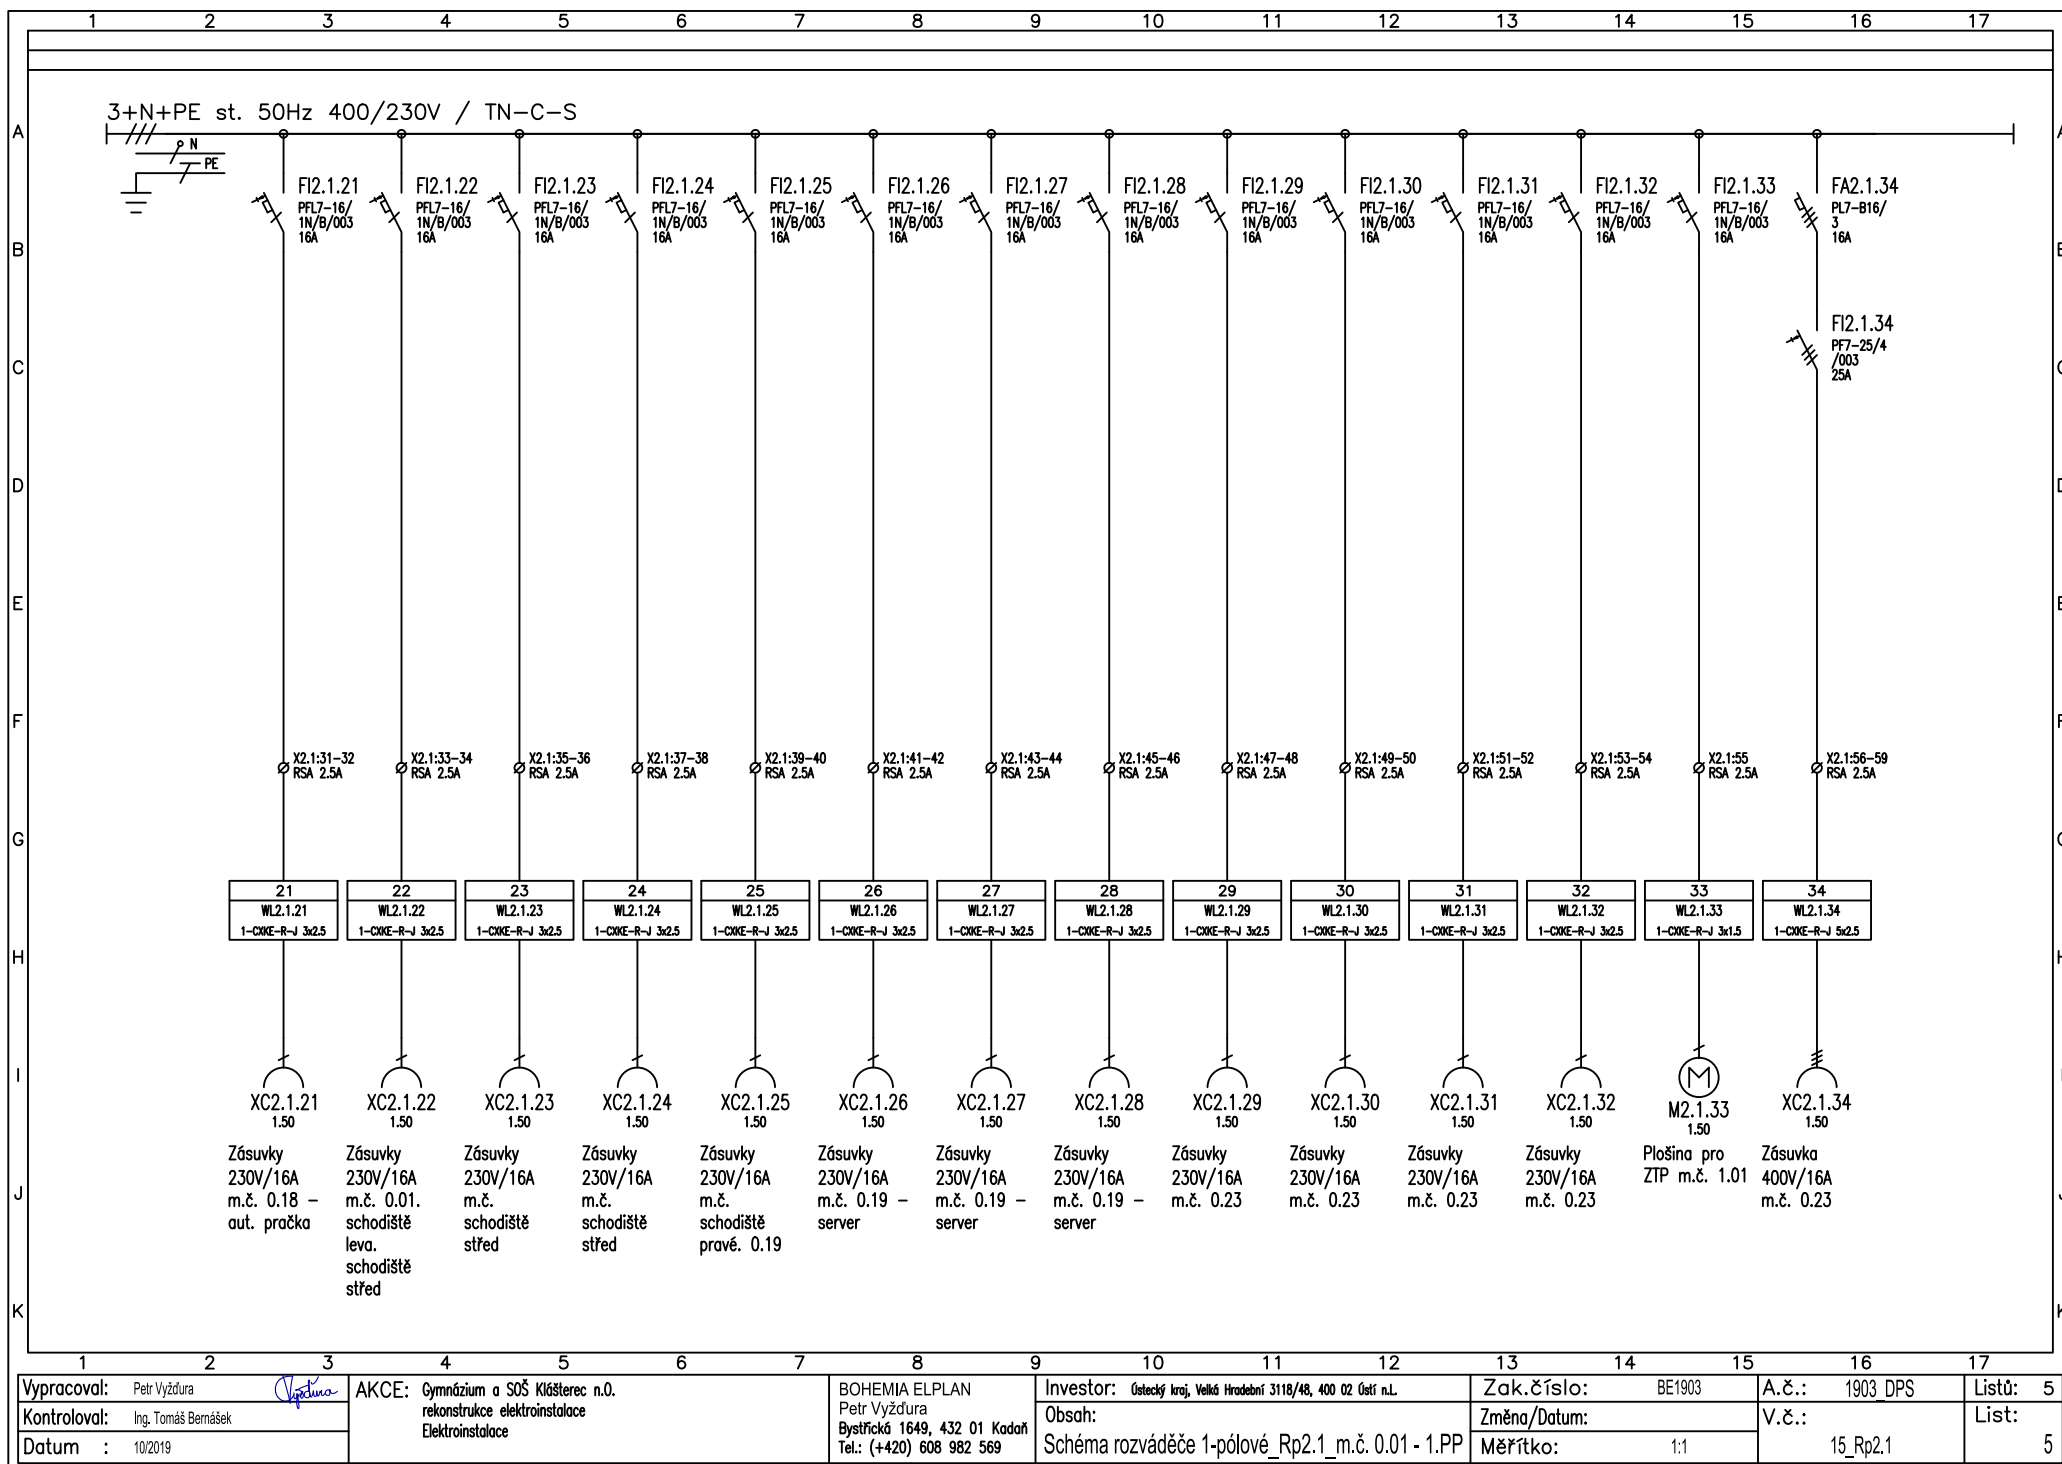 1 2 3 4 5 6 7 8 9 10 11 12 13 14 15 16 17
3+N+PE st. 50Hz 400/230V / TN-C-S
A
N
PE
FI2.1.21
PFL7-16/
1N/B/003
16A
FI2.1.22
PFL7-16/
1N/B/003
16A
FI2.1.23
PFL7-16/
1N/B/003
16A
FI2.1.24
PFL7-16/
1N/B/003
16A
FI2.1.25
PFL7-16/
1N/B/003
16A
FI2.1.26
PFL7-16/
1N/B/003
16A
FI2.1.27
PFL7-16/
1N/B/003
16A
FI2.1.28
PFL7-16/
1N/B/003
16A
FI2.1.29
PFL7-16/
1N/B/003
16A
FI2.1.30
PFL7-16/
1N/B/003
16A
FI2.1.31
PFL7-16/
1N/B/003
16A
FI2.1.32
PFL7-16/
1N/B/003
16A
FI2.1.33
PFL7-16/
1N/B/003
16A
FA2.1.34
PL7-B16/
3
16A
B
FI2.1.34
PF7-25/4
/003
25A
C
D
E
F
X2.1:31-32
RSA 2.5A
X2.1:33-34
RSA 2.5A
X2.1:35-36
RSA 2.5A
X2.1:37-38
RSA 2.5A
X2.1:39-40
RSA 2.5A
X2.1:41-42
RSA 2.5A
X2.1:43-44
RSA 2.5A
X2.1:45-46
RSA 2.5A
X2.1:47-48
RSA 2.5A
X2.1:49-50
RSA 2.5A
X2.1:51-52
RSA 2.5A
X2.1:53-54
RSA 2.5A
X2.1:55
RSA 2.5A
X2.1:56-59
RSA 2.5A
G
21
WL2.1.21
1-CXKE-R-J 3x2.5
22
WL2.1.22
1-CXKE-R-J 3x2.5
23
WL2.1.23
1-CXKE-R-J 3x2.5
24
WL2.1.24
1-CXKE-R-J 3x2.5
25
WL2.1.25
1-CXKE-R-J 3x2.5
26
WL2.1.26
1-CXKE-R-J 3x2.5
27
WL2.1.27
1-CXKE-R-J 3x2.5
28
WL2.1.28
1-CXKE-R-J 3x2.5
29
WL2.1.29
1-CXKE-R-J 3x2.5
30
WL2.1.30
1-CXKE-R-J 3x2.5
31
WL2.1.31
1-CXKE-R-J 3x2.5
32
WL2.1.32
1-CXKE-R-J 3x2.5
33
WL2.1.33
1-CXKE-R-J 3x1.5
34
WL2.1.34
1-CXKE-R-J 5x2.5
H
I
XC2.1.21
1.50
Zásuvky
230V/16A
m.č. 0.18 –
aut. pračka
XC2.1.22
1.50
Zásuvky
230V/16A
m.č. 0.01.
schodiště
leva.
schodiště
střed
XC2.1.23
1.50
Zásuvky
230V/16A
m.č.
schodiště
střed
XC2.1.24
1.50
Zásuvky
230V/16A
m.č.
schodiště
střed
XC2.1.25
1.50
Zásuvky
230V/16A
m.č.
schodiště
pravé. 0.19
XC2.1.26
1.50
Zásuvky
230V/16A
m.č. 0.19 –
server
XC2.1.27
1.50
Zásuvky
230V/16A
m.č. 0.19 –
server
XC2.1.28
1.50
Zásuvky
230V/16A
m.č. 0.19 –
server
XC2.1.29
1.50
Zásuvky
230V/16A
m.č. 0.23
XC2.1.30
1.50
Zásuvky
230V/16A
m.č. 0.23
XC2.1.31
1.50
Zásuvky
230V/16A
m.č. 0.23
XC2.1.32
1.50
Zásuvky
230V/16A
m.č. 0.23
M
M2.1.33
1.50
Plošina pro
ZTP m.č. 1.01
XC2.1.34
1.50
Zásuvka
400V/16A
m.č. 0.23
J
K
1 2 3 4 5 6 7 8 9 10 11 12 13 14 15 16 17
Vypracoval: Petr Vyžďura Vyžďura
Kontroloval: Ing. Tomáš Bernášek
Datum : 10/2019
AKCE: Gymnázium a SOŠ Klášterec n.O.
rekonstrukce elektroinstalace
Elektroinstalace
BOHEMIA ELPLAN
Petr Vyžďura
Bystřická 1649, 432 01 Kadaň
Tel.: (+420) 608 982 569
Investor: Ústecký kraj, Velká Hradební 3118/48, 400 02 Ústí n.L.
Obsah:
Schéma rozváděče 1-pólové_Rp2.1_m.č. 0.01 - 1.PP
Zak.číslo: BE1903
Změna/Datum:
Měřítko: 1:1
A.č.: 1903_DPS
V.č.:
15_Rp2.1
Listů: 5
List:
5